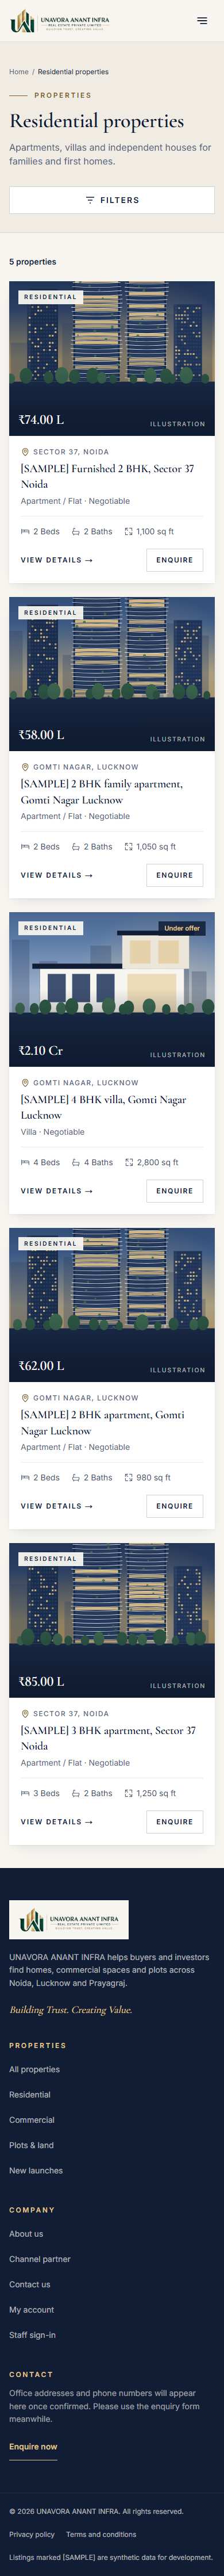 UNAVORA ANANT INFRA
REAL ESTATE PRIVATE LIMITED
Home / Residential properties
PROPERTIES
Residential properties
Apartments, villas and independent houses for
families and first homes.
FILTERS
5 properties
RESIDENTIAL
₹74.00 L
ILLUSTRATION
SECTOR 37, NOIDA
[SAMPLE] Furnished 2 BHK, Sector 37
Noida
Apartment / Flat · Negotiable
2 Beds 2 Baths 1,100 sq ft
VIEW DETAILS → ENQUIRE
RESIDENTIAL
₹58.00 L
ILLUSTRATION
GOMTI NAGAR, LUCKNOW
[SAMPLE] 2 BHK family apartment,
Gomti Nagar Lucknow
Apartment / Flat · Negotiable
2 Beds 2 Baths 1,050 sq ft
VIEW DETAILS → ENQUIRE
RESIDENTIAL
Under offer
₹2.10 Cr
ILLUSTRATION
GOMTI NAGAR, LUCKNOW
[SAMPLE] 4 BHK villa, Gomti Nagar
Lucknow
Villa · Negotiable
4 Beds 4 Baths 2,800 sq ft
VIEW DETAILS → ENQUIRE
RESIDENTIAL
₹62.00 L
ILLUSTRATION
GOMTI NAGAR, LUCKNOW
[SAMPLE] 2 BHK apartment, Gomti
Nagar Lucknow
Apartment / Flat · Negotiable
2 Beds 2 Baths 980 sq ft
VIEW DETAILS → ENQUIRE
RESIDENTIAL
₹85.00 L
ILLUSTRATION
SECTOR 37, NOIDA
[SAMPLE] 3 BHK apartment, Sector 37
Noida
Apartment / Flat · Negotiable
3 Beds 2 Baths 1,250 sq ft
VIEW DETAILS → ENQUIRE
UNAVORA ANANT INFRA
REAL ESTATE PRIVATE LIMITED
UNAVORA ANANT INFRA helps buyers and investors
find homes, commercial spaces and plots across
Noida, Lucknow and Prayagraj.
Building Trust. Creating Value.
PROPERTIES
All properties
Residential
Commercial
Plots & land
New launches
COMPANY
About us
Channel partner
Contact us
My account
Staff sign-in
CONTACT
Office addresses and phone numbers will appear
here once confirmed. Please use the enquiry form
meanwhile.
Enquire now
© 2026 UNAVORA ANANT INFRA. All rights reserved.
Privacy policy Terms and conditions
Listings marked [SAMPLE] are synthetic data for development.